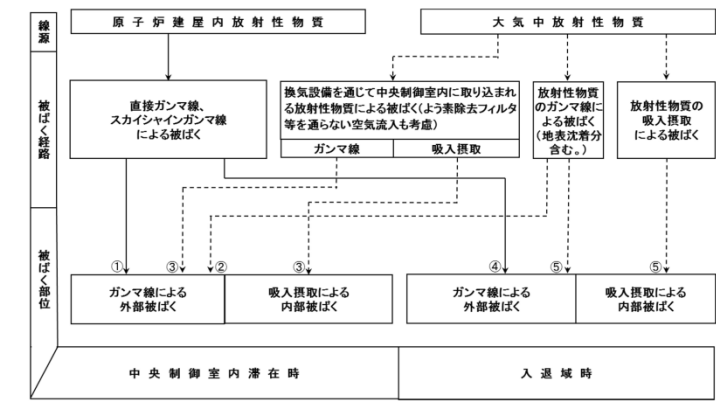 線源
原子炉建屋内放射性物質
大気中放射性物質
被ばく経路
直接ガンマ線、
スカイシャインガンマ線
による被ばく
換気設備を通じて中央制御室内に取り込まれ
る放射性物質による被ばく(よう素除去フィルタ
等を通らない空気流入も考慮)
ガンマ線
吸入摂取
放射性物質
のガンマ線に
よる被ばく
(地表沈着分
含む。)
放射性物質の
吸入摂取
による被ばく
被ばく部位
①
③
②
③
④
⑤
⑤
ガンマ線による
外部被ばく
吸入摂取による
内部被ばく
ガンマ線による
外部被ばく
吸入摂取による
内部被ばく
中央制御室内滞在時
入退域時